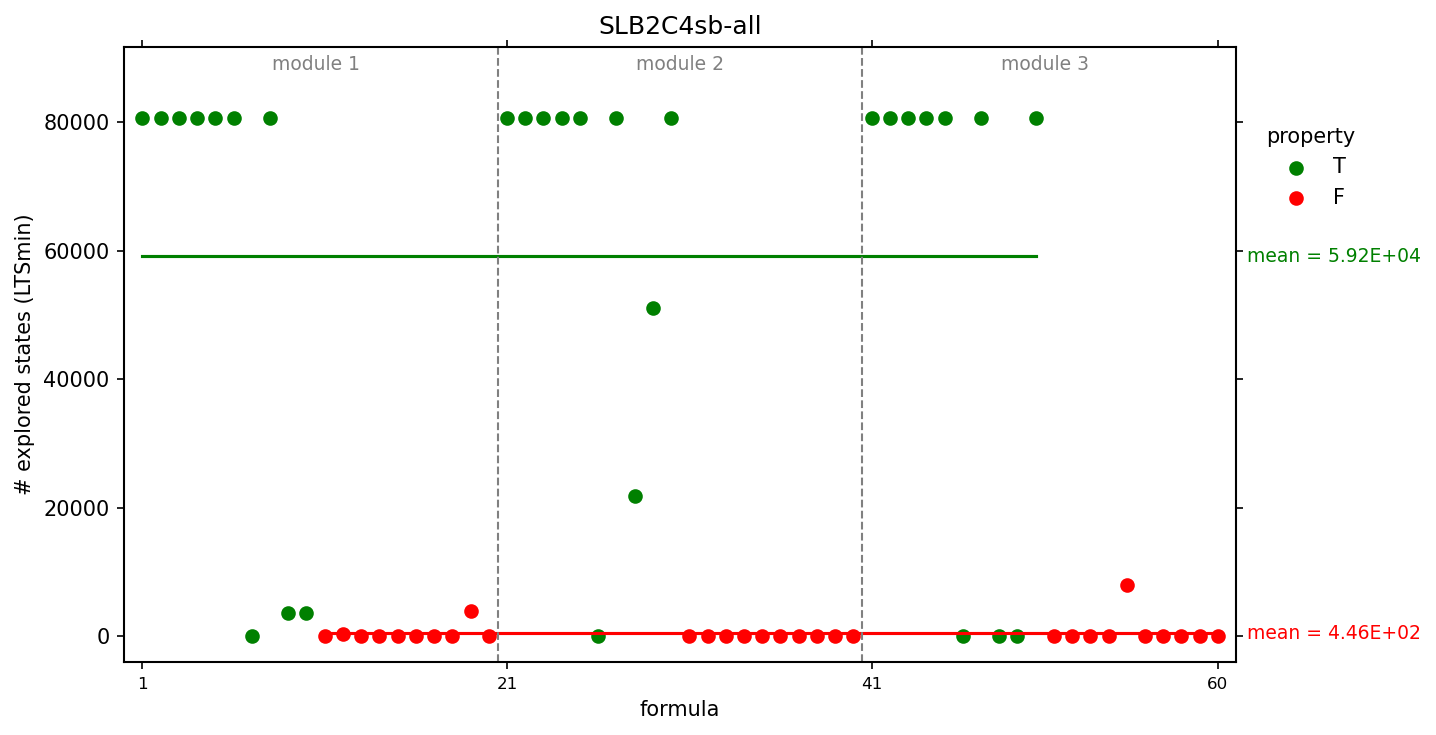 SLB2C4sb-all
module 1
module 2
module 3
80000
60000
40000
20000
0
# explored states (LTSmin)
1
21
41
60
formula
property
T
F
mean = 5.92E+04
mean = 4.46E+02